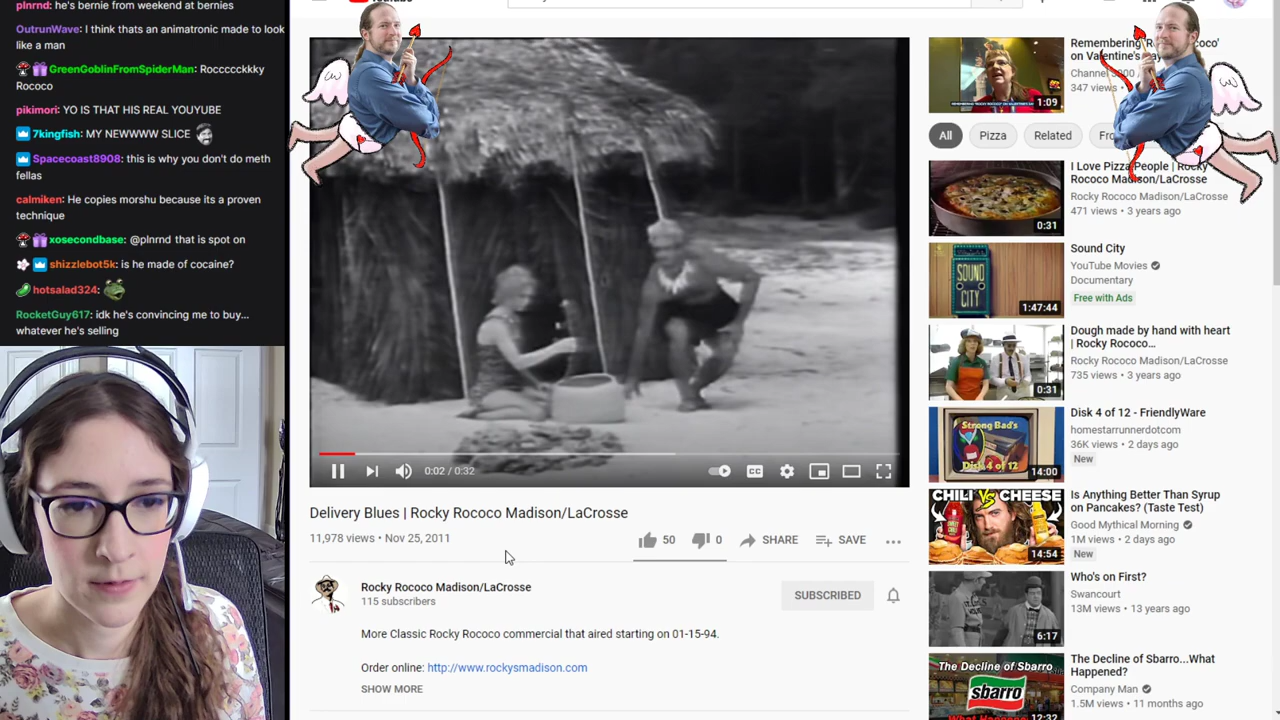 plnrnd: he's bernie from weekend at bernies
OutrunWave: I think thats an animatronic made to look
like a man
GreenGoblinFromSpiderMan: Roccccckkky
Rococo
pikimori: YO IS THAT HIS REAL YOUYUBE
7kingfish: MY NEWWWW SLICE
Spacecoast8908: this is why you don't do meth
fellas
calmiken: He copies morshu because its a proven
technique
xosecondbase: @plnrnd that is spot on
shizzlebot5k: is he made of cocaine?
hotsalad324:
RocketGuy617: idk he's convincing me to buy...
whatever he's selling
0:02 / 0:32
CC
Delivery Blues | Rocky Rococo Madison/LaCrosse
11,978 views • Nov 25, 2011
50
0
SHARE
SAVE
Rocky Rococo Madison/LaCrosse
115 subscribers
SUBSCRIBED
More Classic Rocky Rococo commercial that aired starting on 01-15-94.
Order online: http://www.rockysmadison.com
SHOW MORE
Remembering
on Valentine's
347 views
1:09
All
Pizza
Related
I Love Pizza People | Rocky
Rococo Madison/LaCrosse
Rocky Rococo Madison/LaCrosse
471 views • 3 years ago
0:31
Sound City
YouTube Movies
Documentary
Free with Ads
SOUND
CITY
1:47:44
Dough made by hand with heart
| Rocky Rococo...
Rocky Rococo Madison/LaCrosse
735 views • 3 years ago
0:31
Disk 4 of 12 - FriendlyWare
homestarrunnerdotcom
36K views • 2 days ago
New
Strong Bad's
Disk 4 of 12
14:00
Is Anything Better Than Syrup
on Pancakes? (Taste Test)
Good Mythical Morning
1M views • 2 days ago
New
CHILI VS CHEESE
14:54
Who's on First?
Swancourt
13M views • 13 years ago
6:17
The Decline of Sbarro...What
Happened?
Company Man
1.5M views • 11 months ago
The Decline of Sbarro
sbarro
What Happened
12:32